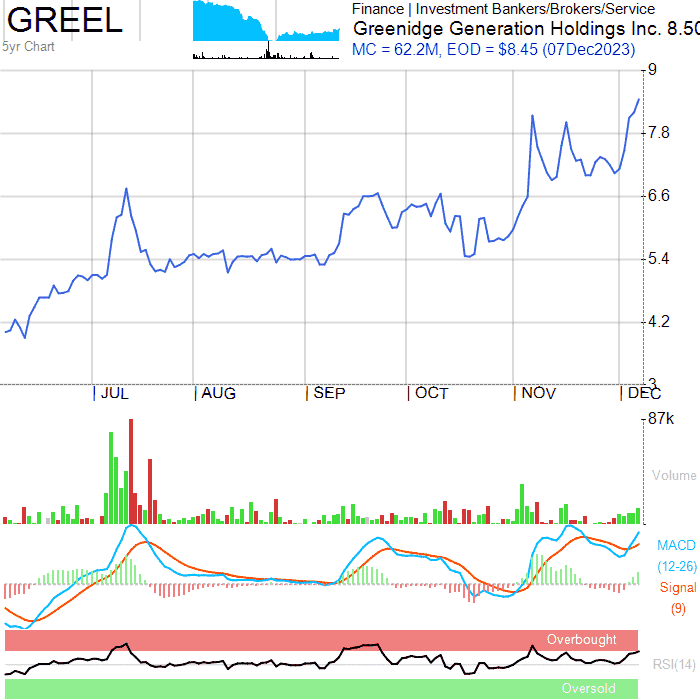 GREEL
5yr Chart
Finance | Investment Bankers/Brokers/Service
Greenidge Generation Holdings Inc. 8.50
MC = 62.2M, EOD = $8.45 (07Dec2023)
9
7.8
6.6
5.4
4.2
3
JUL AUG SEP OCT NOV DEC
87k
Volume
MACD
(12-26)
Signal
(9)
Overbought
RSI(14)
Oversold